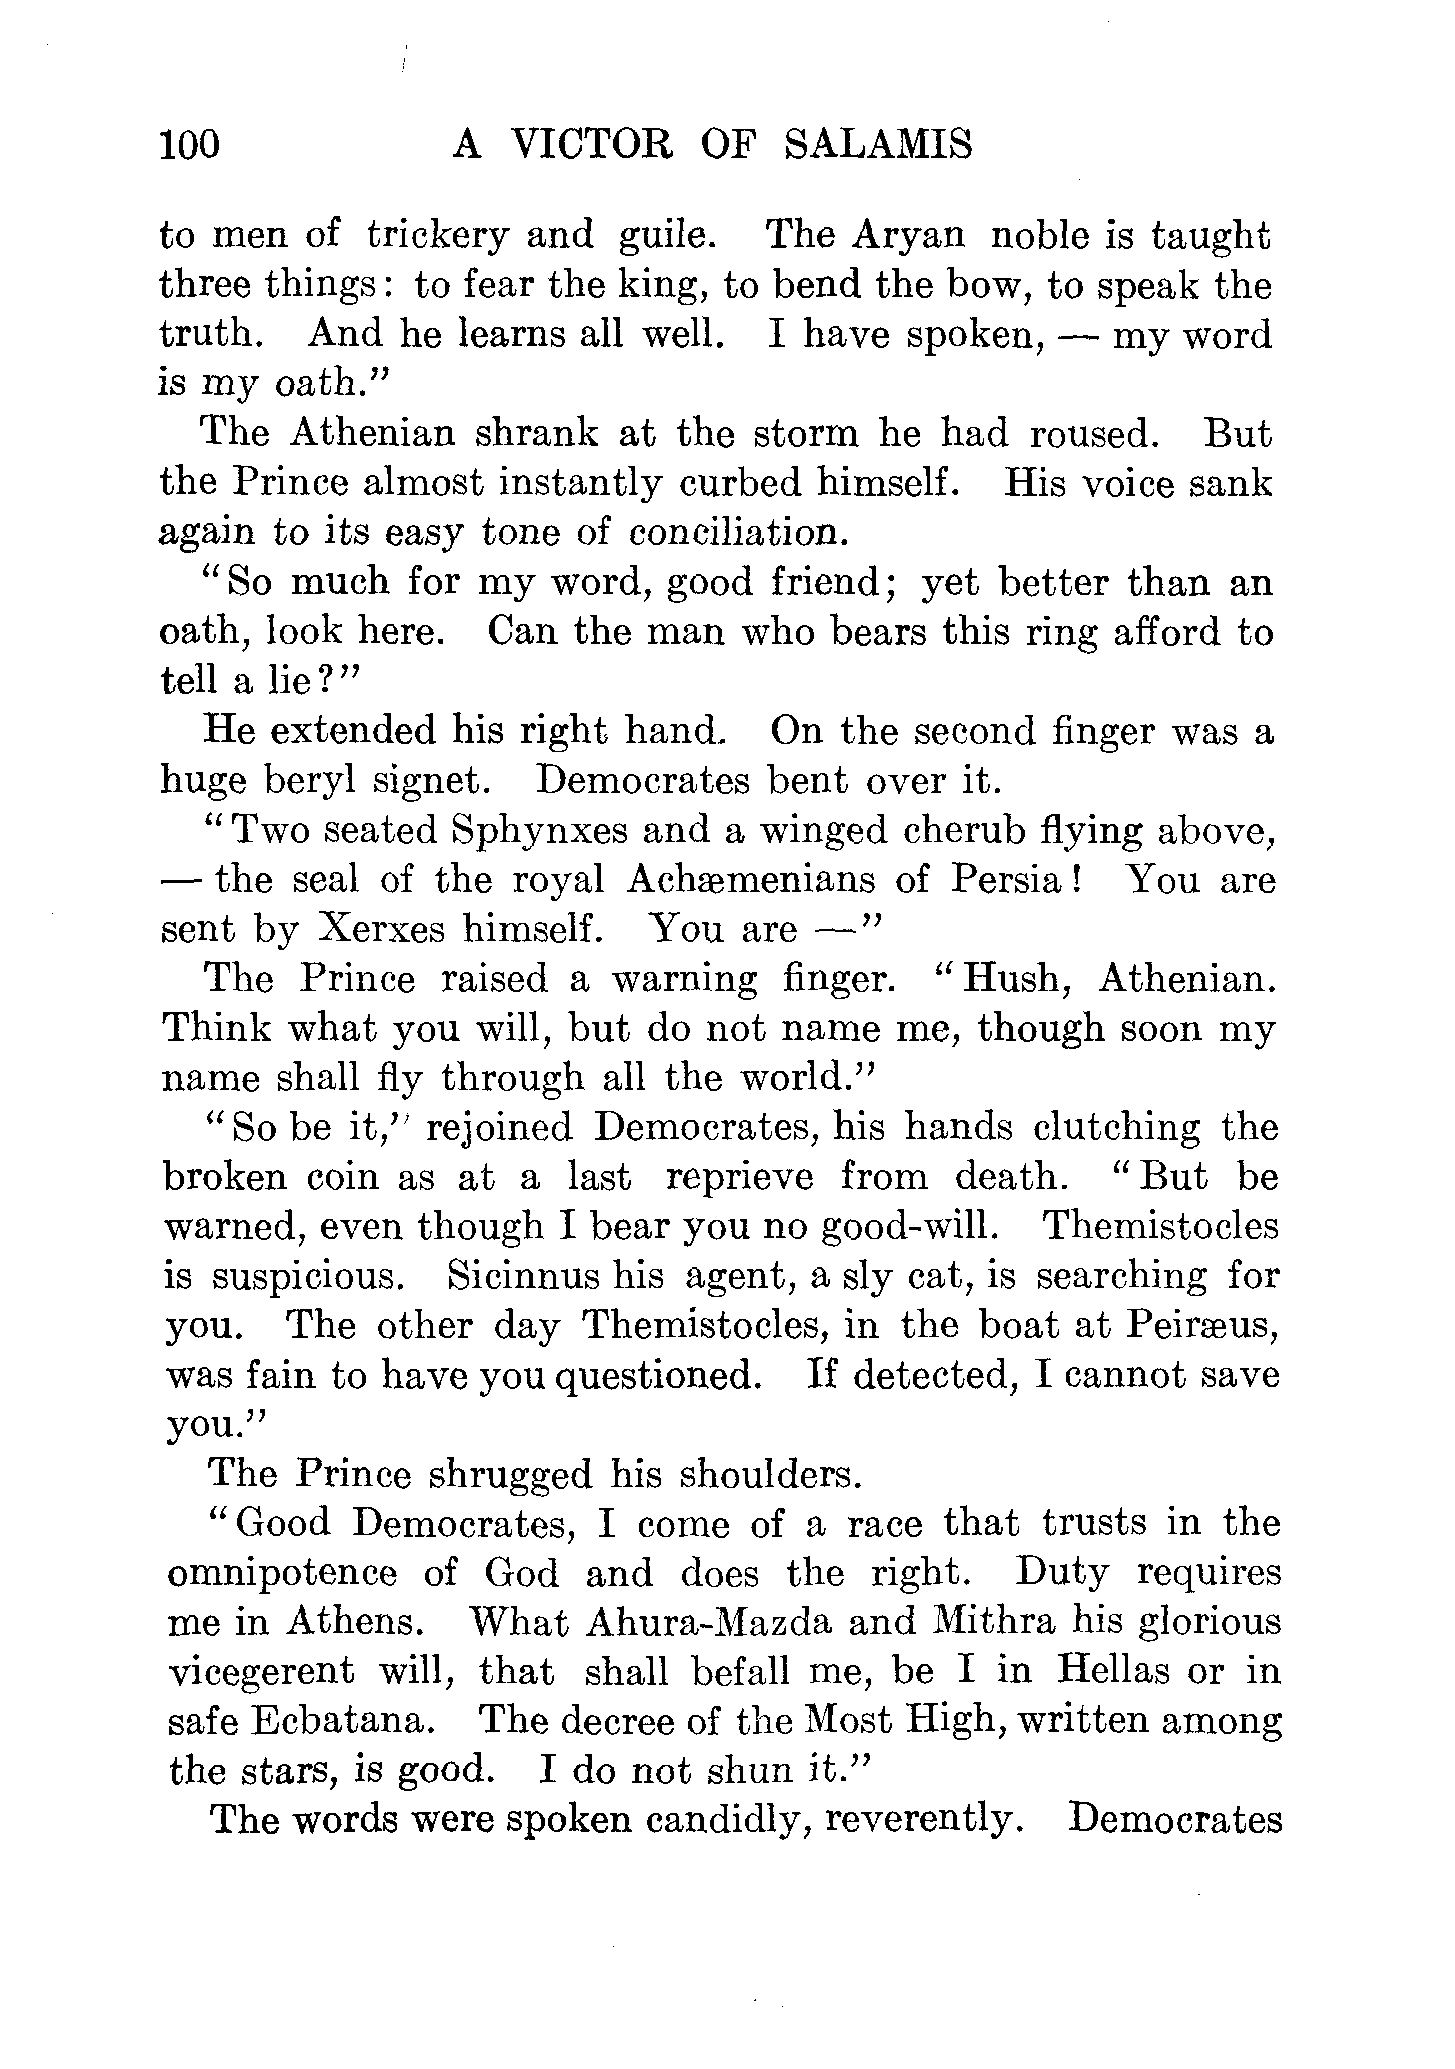 100 A VICTOR OF SALAMIS
to men of trickery and guile. The Aryan noble is taught
three things: to fear the king, to bend the bow, to speak the
truth. And he learns all well. I have spoken, — my word
is my oath.”
The Athenian shrank at the storm he had roused. But
the Prince almost instantly curbed himself. His voice sank
again to its easy tone of conciliation.
“So much for my word, good friend; yet better than an
oath, look here. Can the man who bears this ring afford to
tell a lie?”
He extended his right hand. On the second finger was a
huge beryl signet. Democrates bent over it.
“Two seated Sphynxes and a winged cherub flying above,
— the seal of the royal Achæmenians of Persia! You are
sent by Xerxes himself. You are —”
The Prince raised a warning finger. “Hush, Athenian.
Think what you will, but do not name me, though soon my
name shall fly through all the world.”
“So be it,” rejoined Democrates, his hands clutching the
broken coin as at a last reprieve from death. “But be
warned, even though I bear you no good-will. Themistocles
is suspicious. Sicinnus his agent, a sly cat, is searching for
you. The other day Themistocles, in the boat at Peiræus,
was fain to have you questioned. If detected, I cannot save
you.”
The Prince shrugged his shoulders.
“Good Democrates, I come of a race that trusts in the
omnipotence of God and does the right. Duty requires
me in Athens. What Ahura-Mazda and Mithra his glorious
vicegerent will, that shall befall me, be I in Hellas or in
safe Ecbatana. The decree of the Most High, written among
the stars, is good. I do not shun it.”
The words were spoken candidly, reverently. Democrates